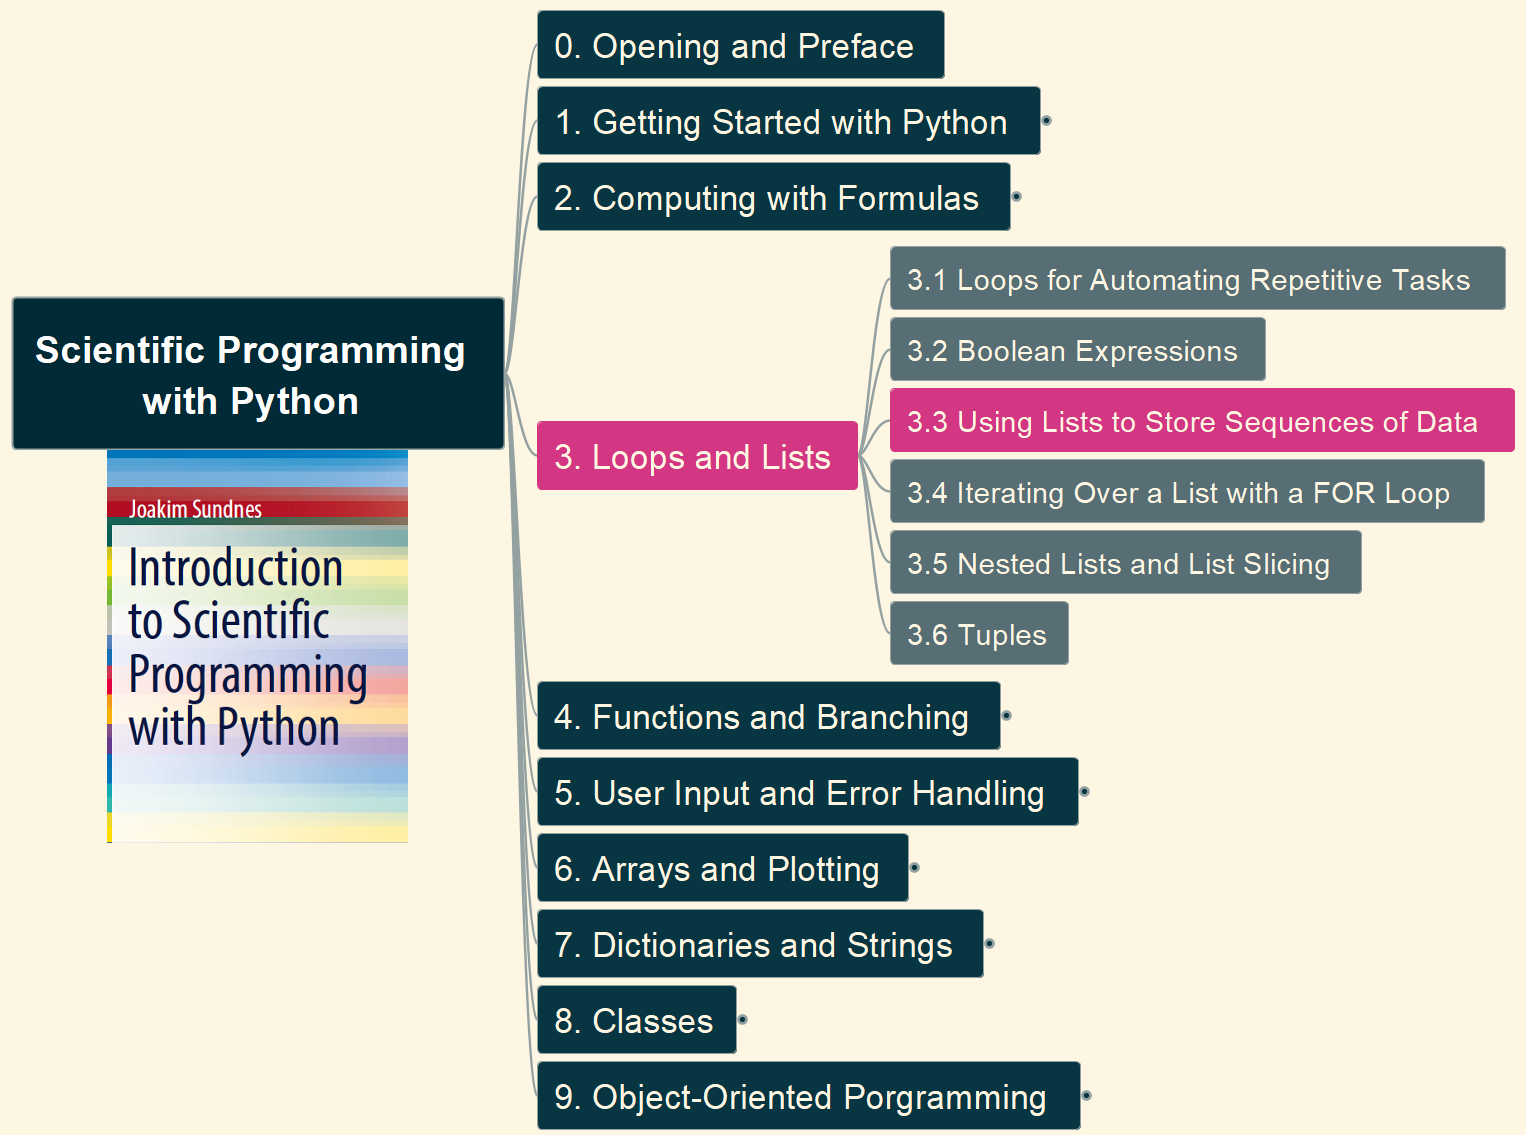 Scientific Programming
with Python
Joakim Sundnes
Introduction
to Scientific
Programming
with Python
0. Opening and Preface
1. Getting Started with Python
2. Computing with Formulas
3. Loops and Lists
3.1 Loops for Automating Repetitive Tasks
3.2 Boolean Expressions
3.3 Using Lists to Store Sequences of Data
3.4 Iterating Over a List with a FOR Loop
3.5 Nested Lists and List Slicing
3.6 Tuples
4. Functions and Branching
5. User Input and Error Handling
6. Arrays and Plotting
7. Dictionaries and Strings
8. Classes
9. Object-Oriented Porgramming